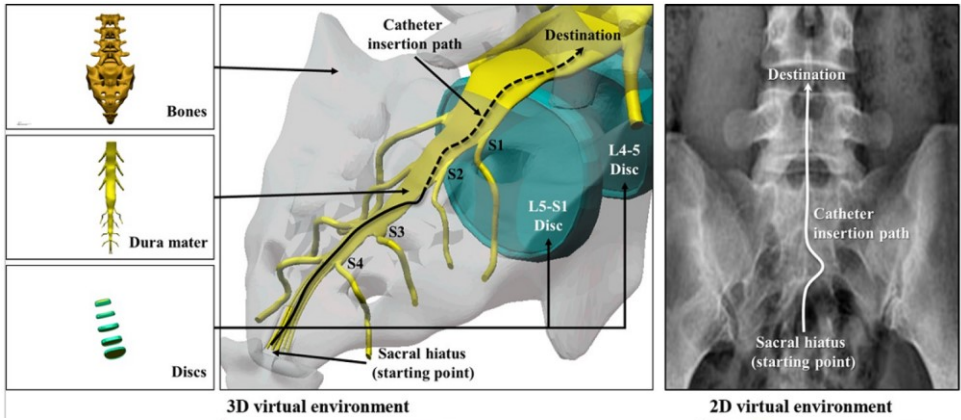 Bones
Dura mater
Discs
Catheter
insertion path
Destination
S1
S2
S3
S4
L4-5
Disc
L5-S1
Disc
Sacral hiatus
(starting point)
3D virtual environment
Destination
Catheter
insertion path
Sacral hiatus
(starting point)
2D virtual environment